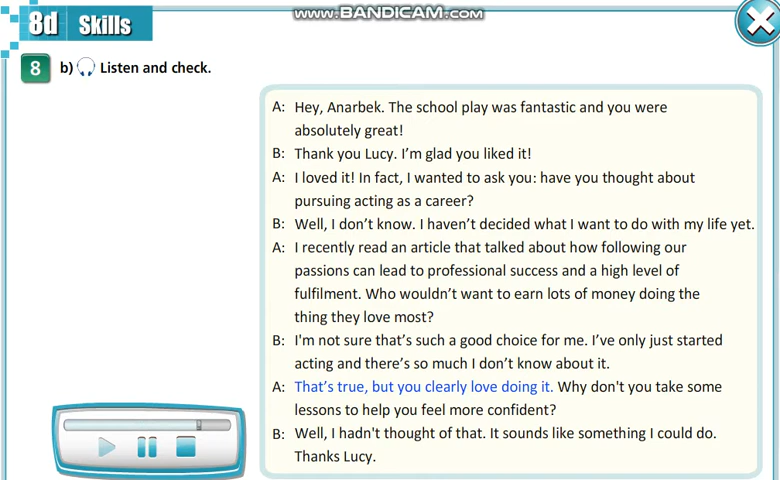 www.BANDICAM.com
8d Skills
8 b) Listen and check.
A: Hey, Anarbek. The school play was fantastic and you were
absolutely great!
B: Thank you Lucy. I'm glad you liked it!
A: I loved it! In fact, I wanted to ask you: have you thought about
pursuing acting as a career?
B: Well, I don't know. I haven't decided what I want to do with my life yet.
A: I recently read an article that talked about how following our
passions can lead to professional success and a high level of
fulfilment. Who wouldn't want to earn lots of money doing the
thing they love most?
B: I'm not sure that's such a good choice for me. I've only just started
acting and there's so much I don't know about it.
A: That's true, but you clearly love doing it. Why don't you take some
lessons to help you feel more confident?
B: Well, I hadn't thought of that. It sounds like something I could do.
Thanks Lucy.